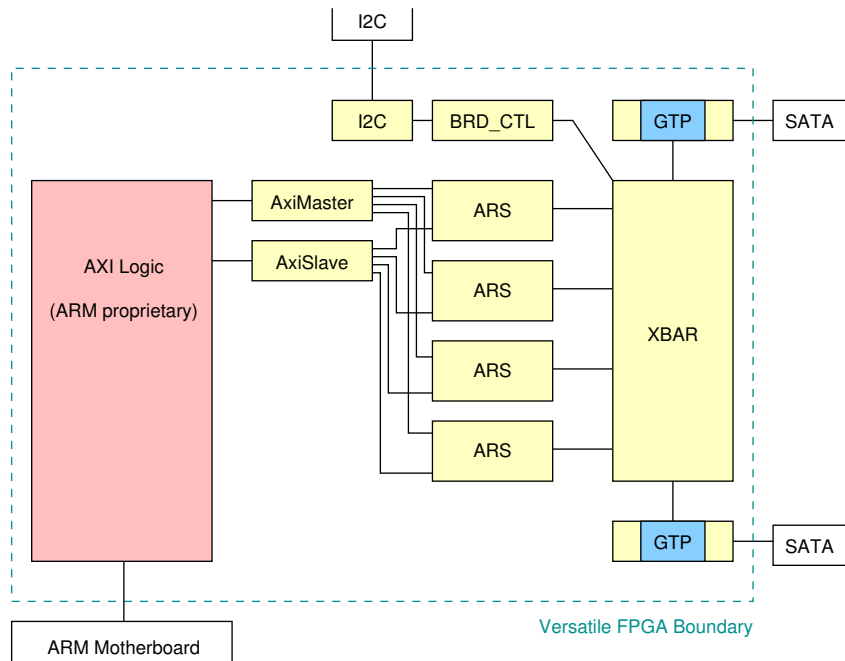 I2C
I2C
BRD_CTL
GTP
SATA
AxiMaster
ARS
AxiSlave
AXI Logic
(ARM proprietary)
ARS
XBAR
ARS
ARS
GTP
SATA
Versatile FPGA Boundary
ARM Motherboard